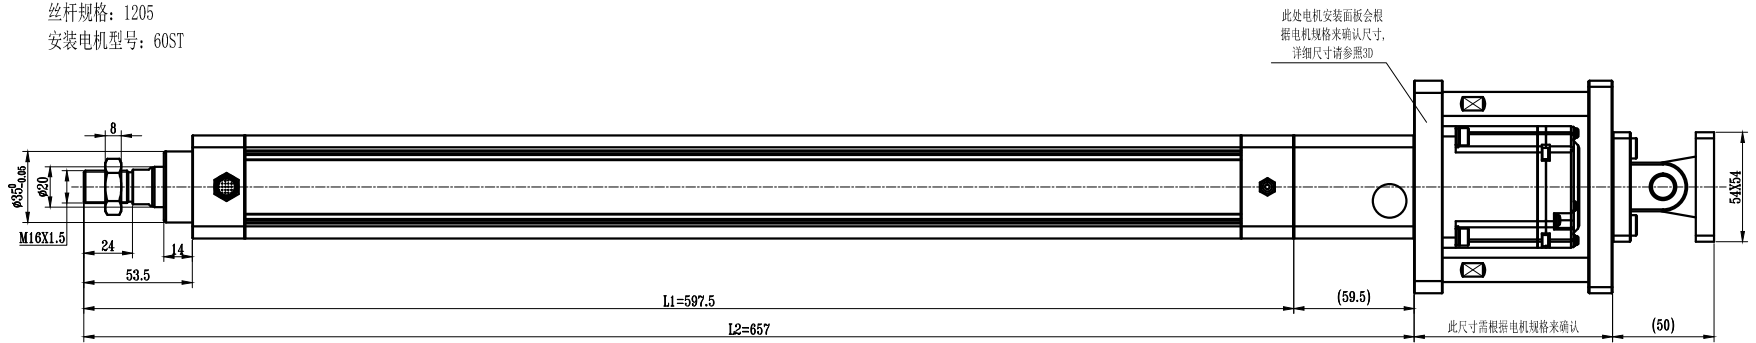 丝杆规格：1205
安装电机型号：60ST
此处电机安装面板会根
据电机规格来确认尺寸,
详细尺寸请参照3D
8
ø35 0 -0.05
ø20
M16X1.5
24
14
53.5
L1=597.5
(59.5)
L2=657
此尺寸需根据电机规格来确认
(50)
54X54